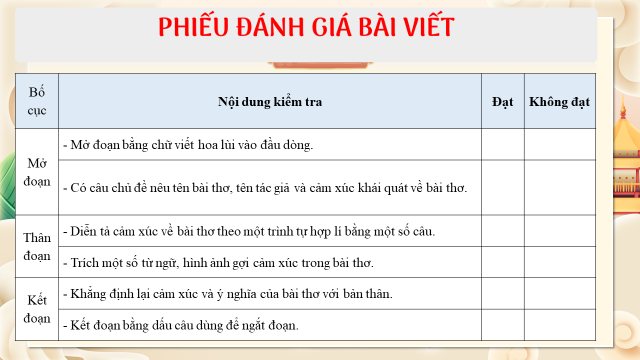 PHIẾU ĐÁNH GIÁ BÀI VIẾT
Bố cục
Nội dung kiểm tra
Đạt
Không đạt
Mở đoạn
- Mở đoạn bằng chữ viết hoa lùi vào đầu dòng.
- Có câu chủ đề nêu tên bài thơ, tên tác giả và cảm xúc khái quát về bài thơ.
Thân đoạn
- Diễn tả cảm xúc về bài thơ theo một trình tự hợp lí bằng một số câu.
- Trích một số từ ngữ, hình ảnh gợi cảm xúc trong bài thơ.
Kết đoạn
- Khẳng định lại cảm xúc và ý nghĩa của bài thơ với bản thân.
- Kết đoạn bằng dấu câu dùng để ngắt đoạn.